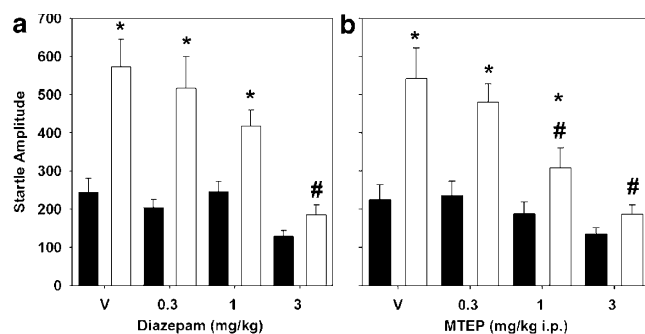 a
b
Startle Amplitude
700
600
500
400
300
200
100
0
* * * #
* * * # #
V 0.3 1 3
V 0.3 1 3
Diazepam (mg/kg)
MTEP (mg/kg i.p.)